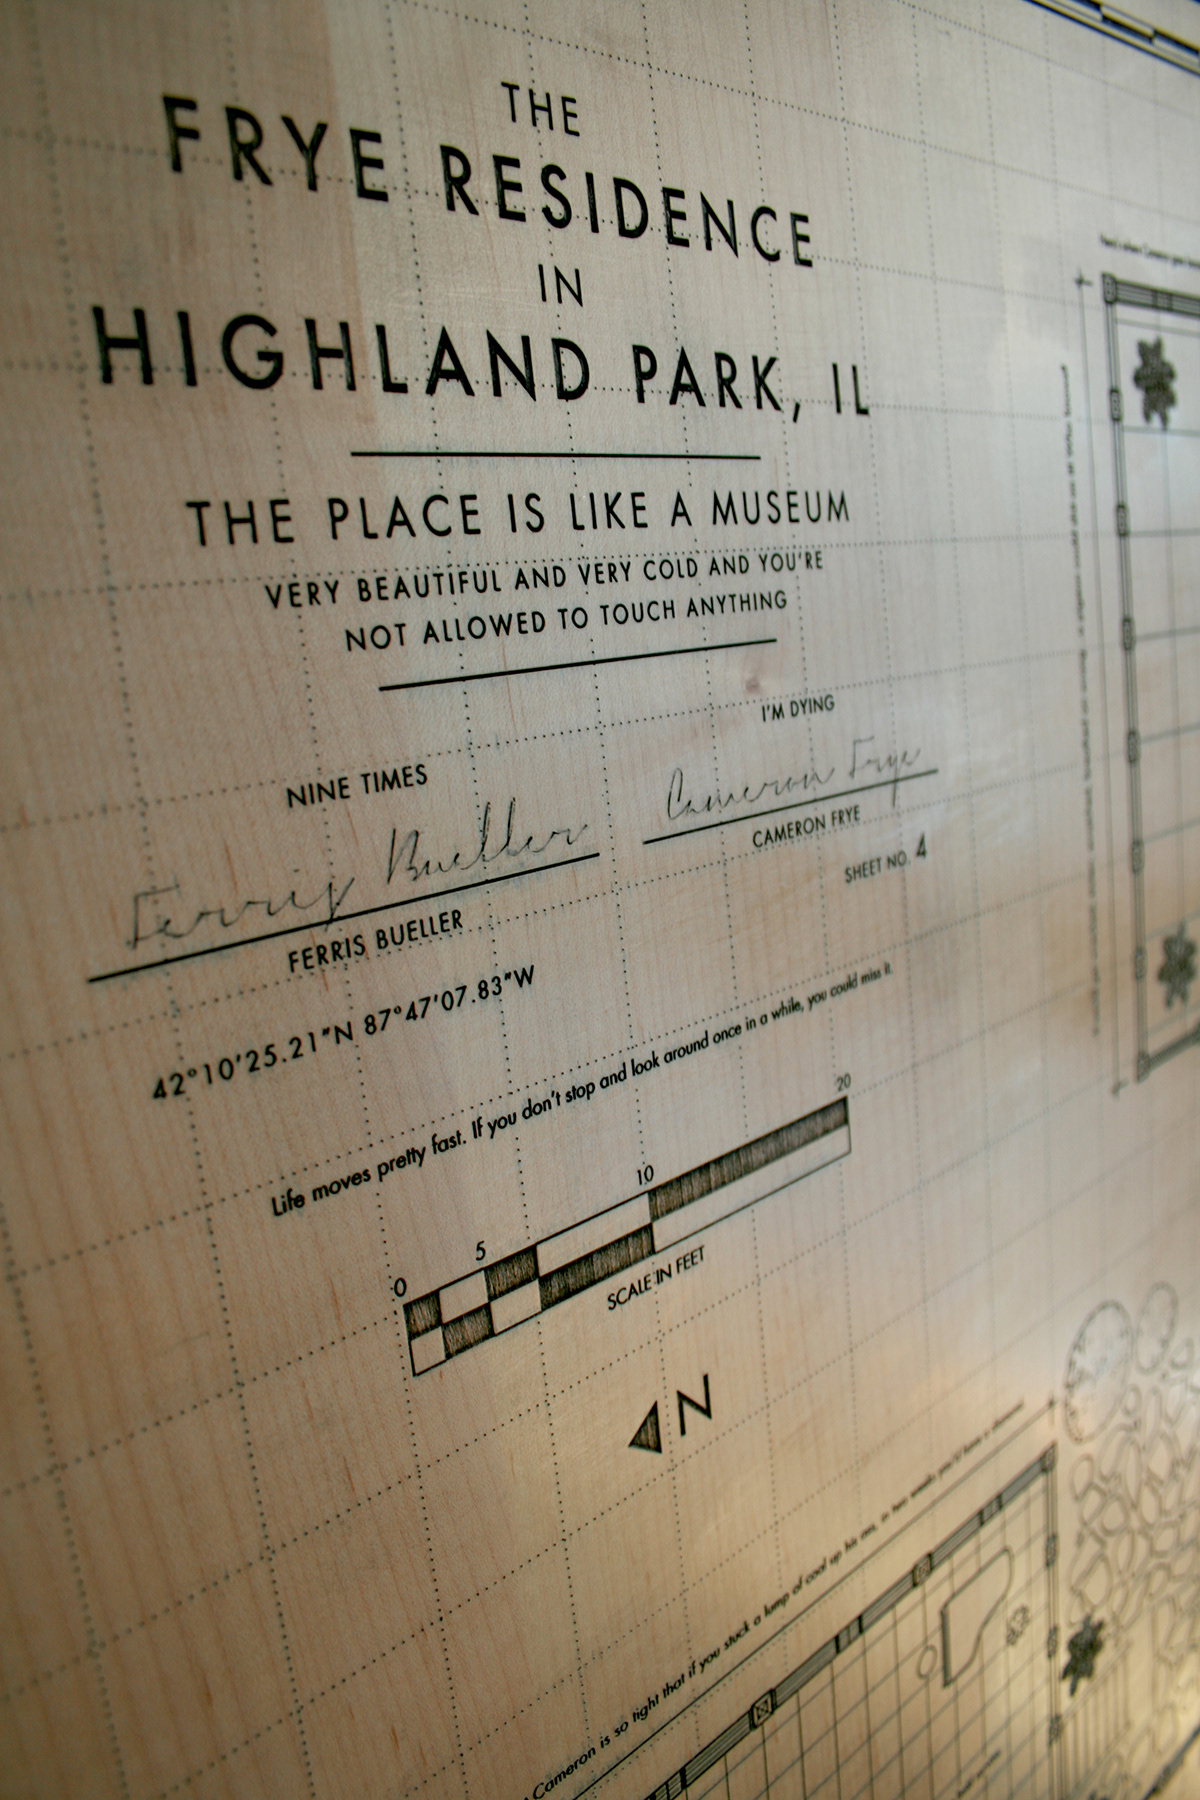 THE
FRYE RESIDENCE
IN
HIGHLAND PARK, IL
THE PLACE IS LIKE A MUSEUM
VERY BEAUTIFUL AND VERY COLD AND YOU'RE
NOT ALLOWED TO TOUCH ANYTHING
NINE TIMES
Ferris Bueller
FERRIS BUELLER
I'M DYING
Cameron Frye
CAMERON FRYE
SHEET NO. 4
42°10'25.21"N 87°47'07.83"W
Life moves pretty fast. If you don't stop and look around once in a while, you could miss it.
0 5 10 20
SCALE IN FEET
N
Cameron is so tight that if you stuck a lump of coal up his ass, in two weeks you'd have a diamond